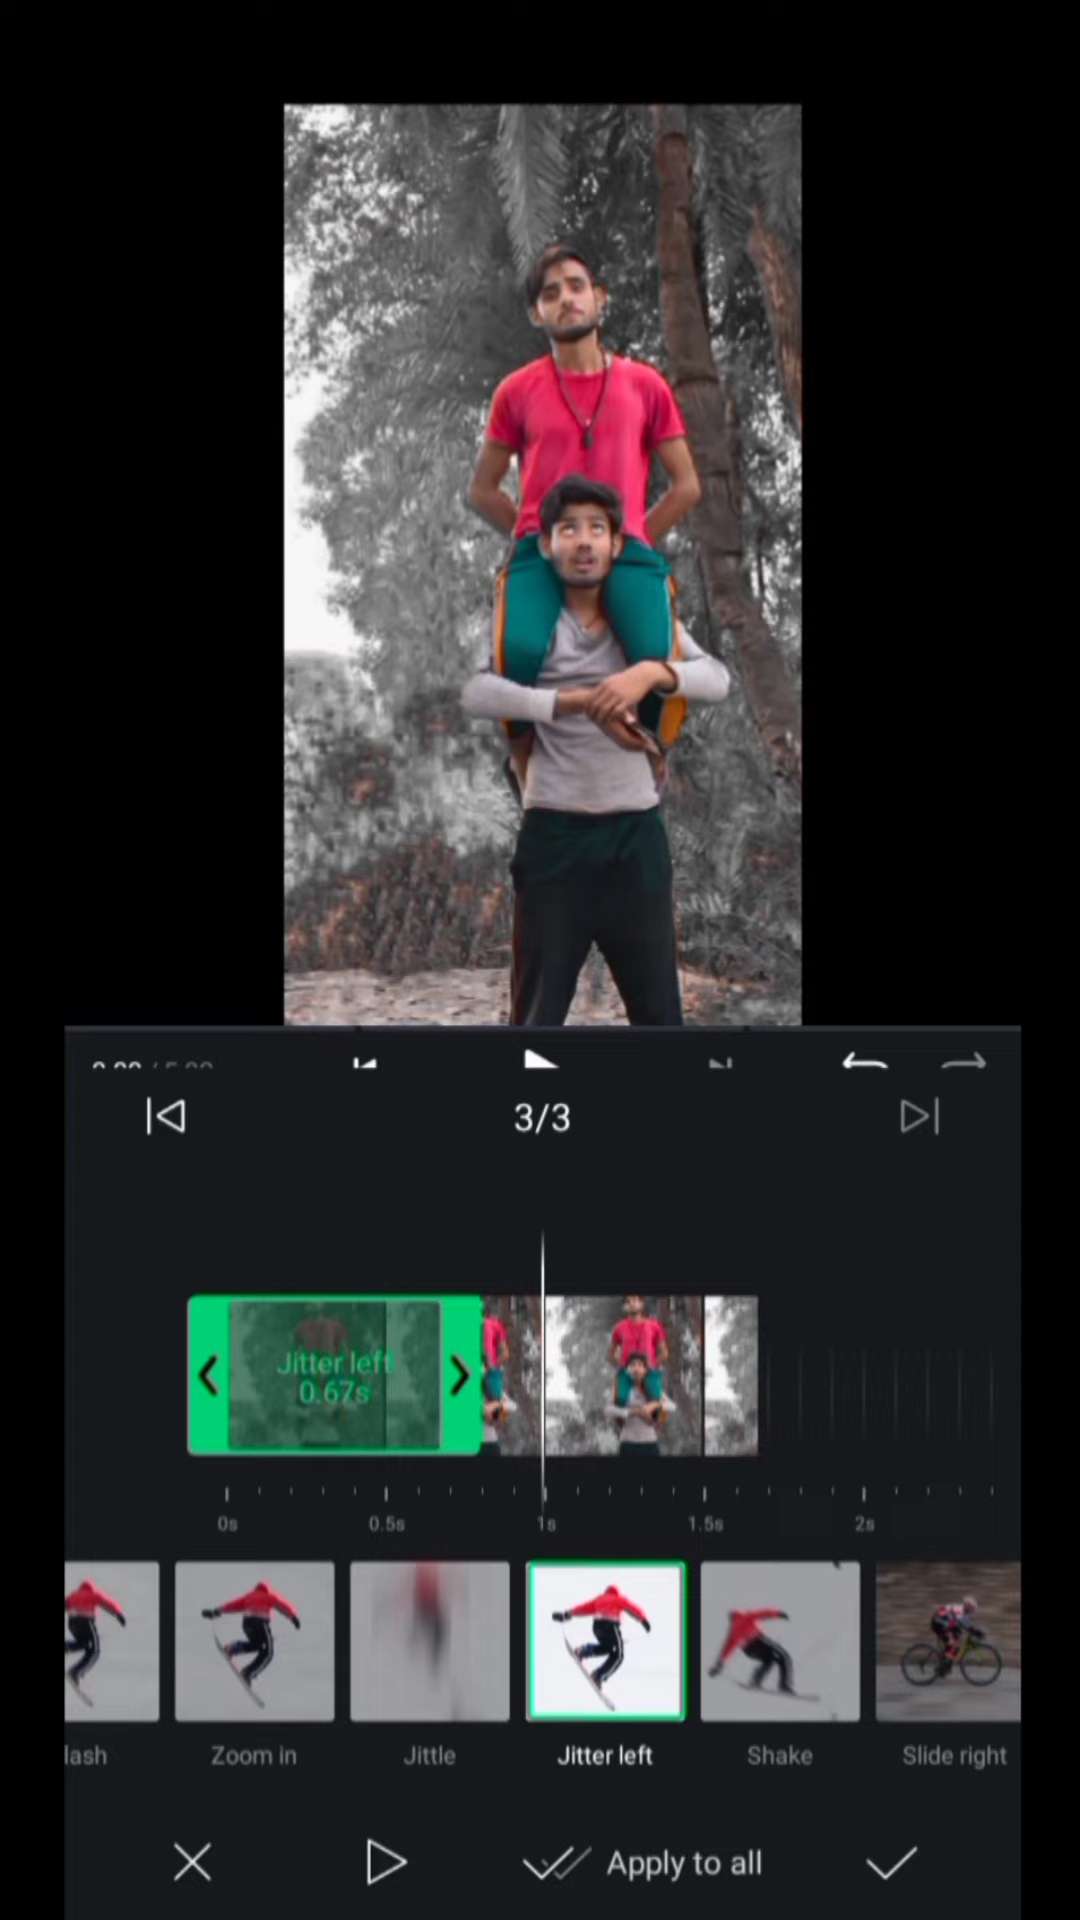 3/3
Jitter left
0.67s
0s 0.5s 1s 1.5s 2s
lash Zoom in Jittle Jitter left Shake Slide right
Apply to all